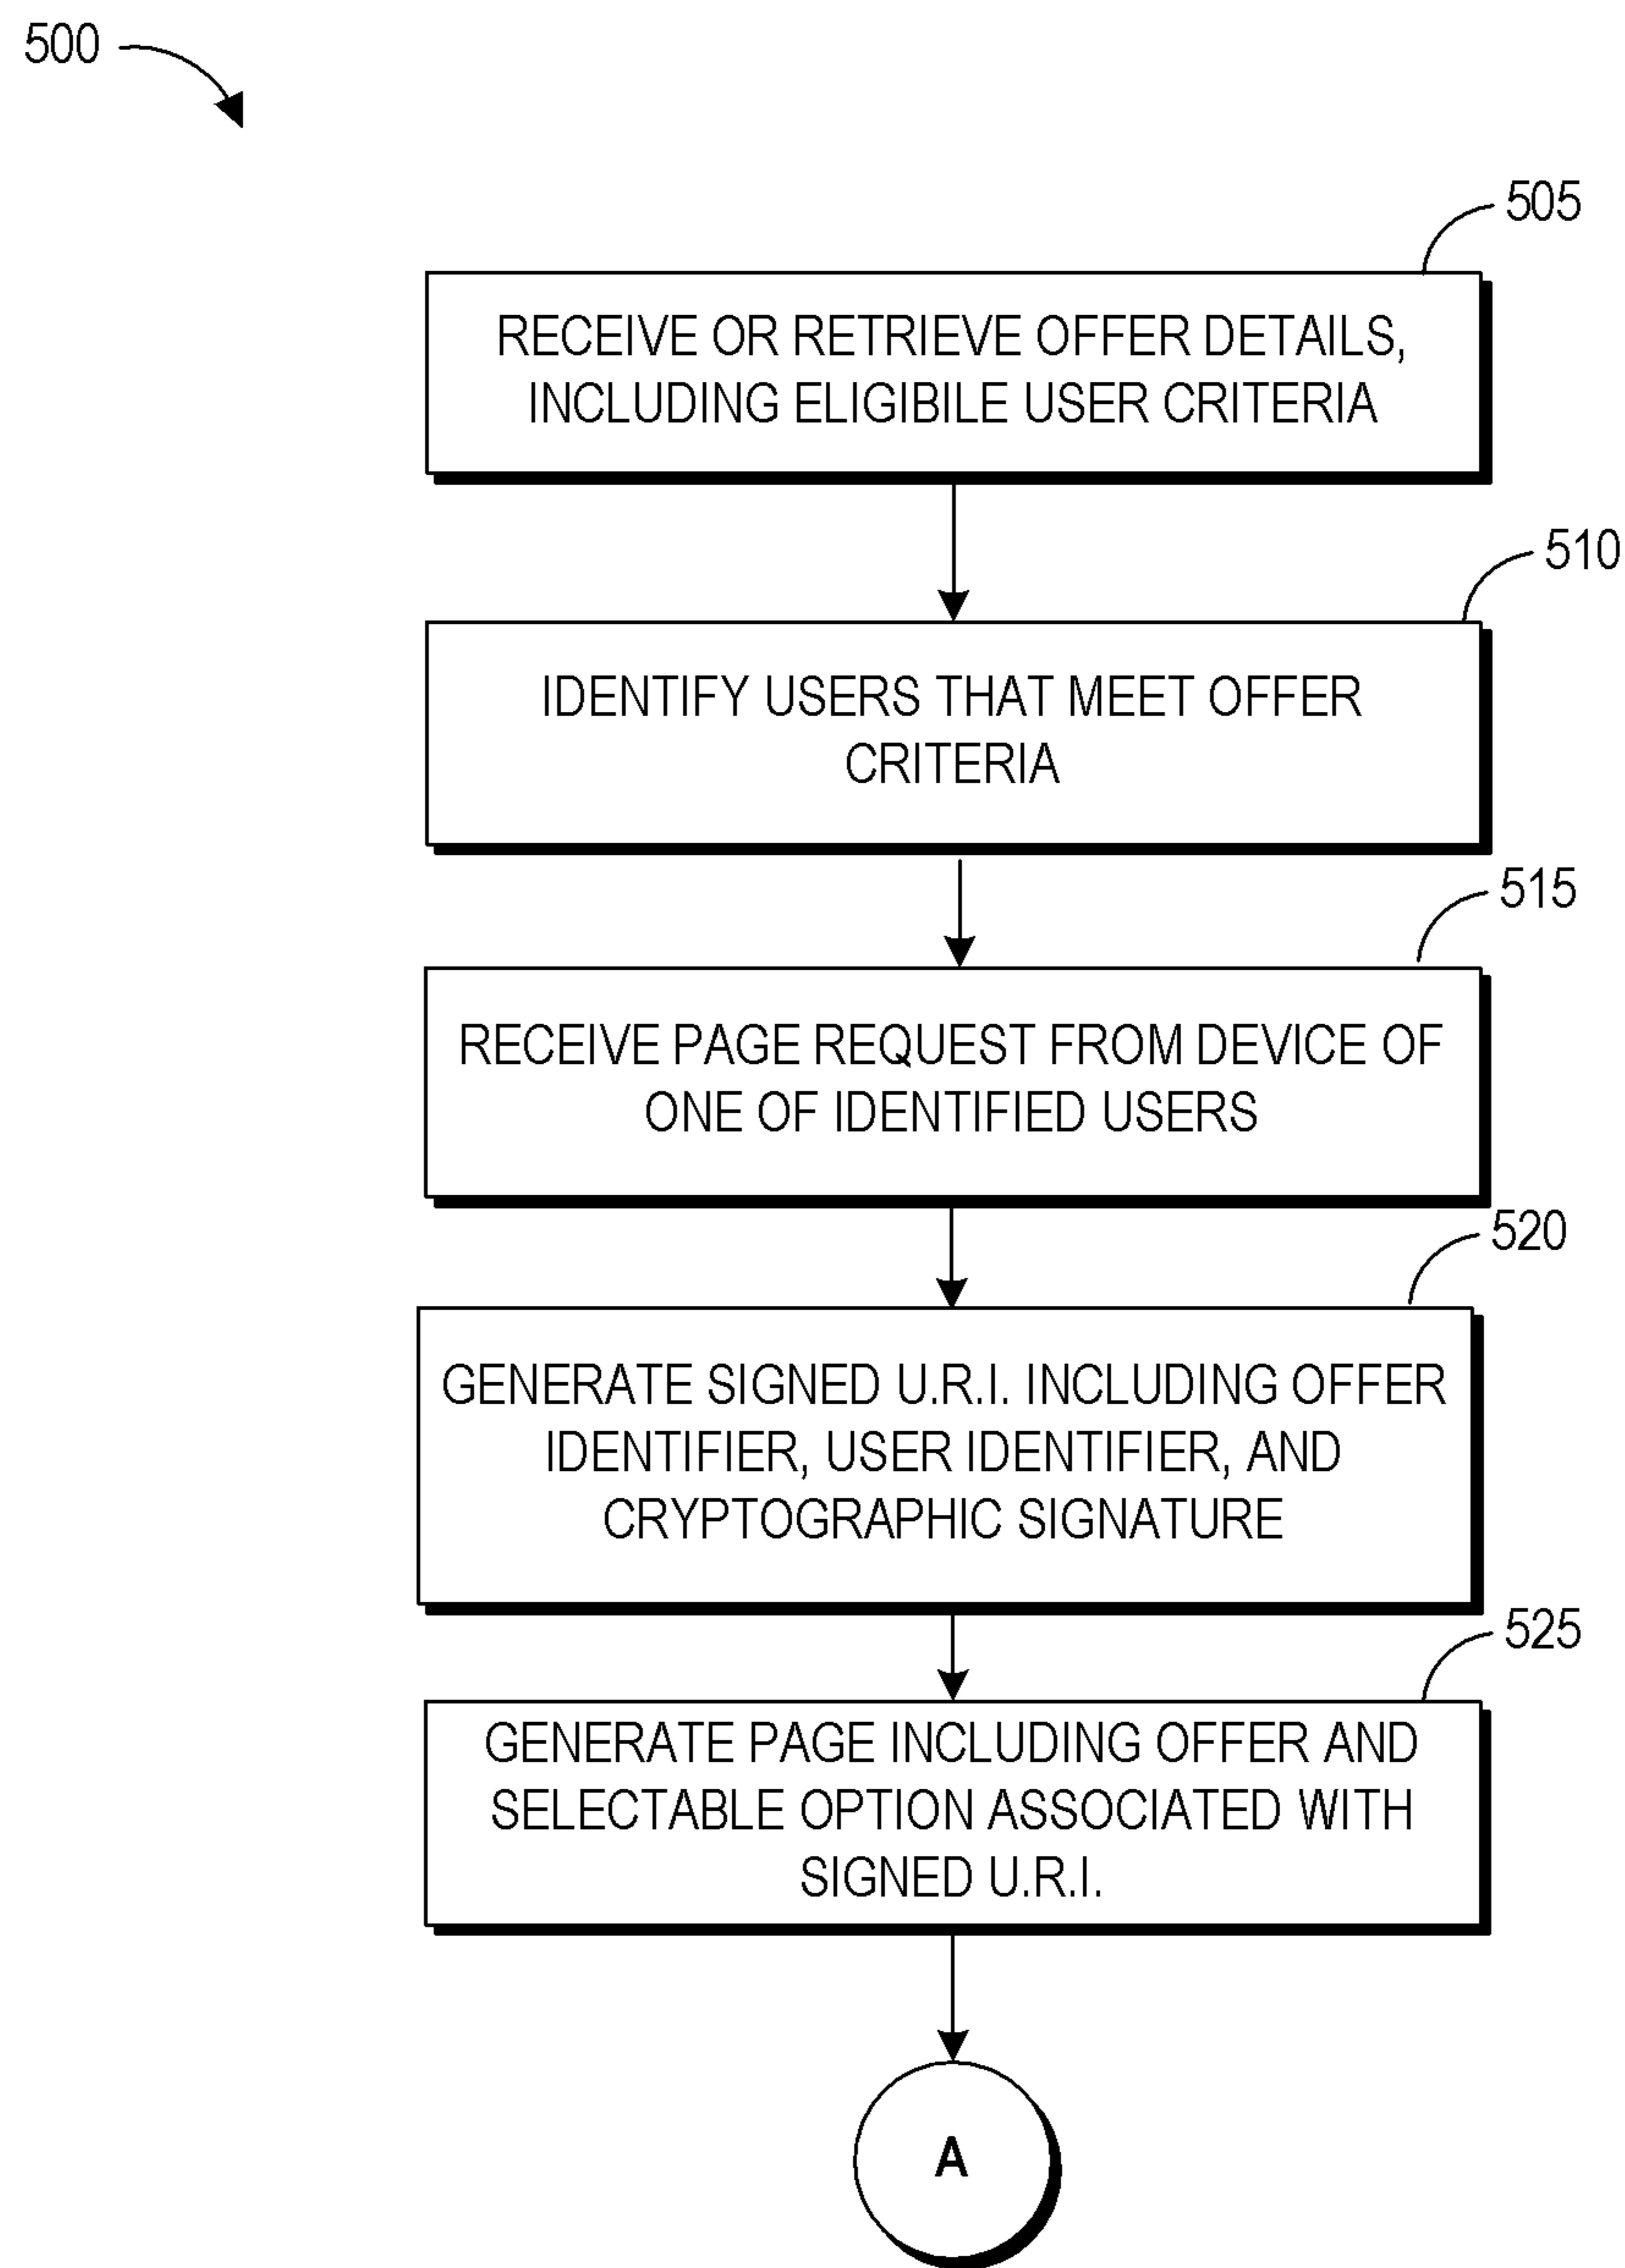 500
505
RECEIVE OR RETRIEVE OFFER DETAILS,
INCLUDING ELIGIBILE USER CRITERIA
510
IDENTIFY USERS THAT MEET OFFER
CRITERIA
515
RECEIVE PAGE REQUEST FROM DEVICE OF
ONE OF IDENTIFIED USERS
520
GENERATE SIGNED U.R.I. INCLUDING OFFER
IDENTIFIER, USER IDENTIFIER, AND
CRYPTOGRAPHIC SIGNATURE
525
GENERATE PAGE INCLUDING OFFER AND
SELECTABLE OPTION ASSOCIATED WITH
SIGNED U.R.I.
A